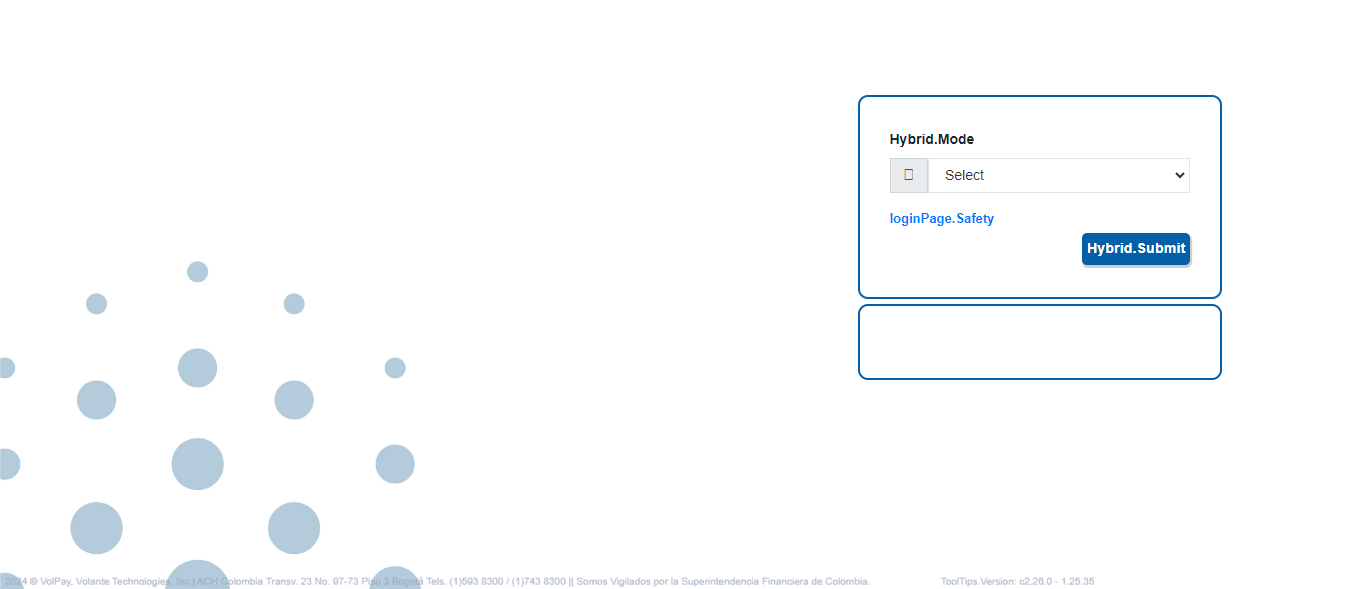 Hybrid.Mode
Select
loginPage.Safety
Hybrid.Submit
2024 © VolPay, Volante Technologies, Inc | ACH Colombia Transv. 23 No. 97-73 Piso 3 Bogotá Tels. (1)593 8300 / (1)743 8300 || Somos Vigilados por la Superintendencia Financiera de Colombia.
ToolTips.Version: c2.26.0 - 1.25.35